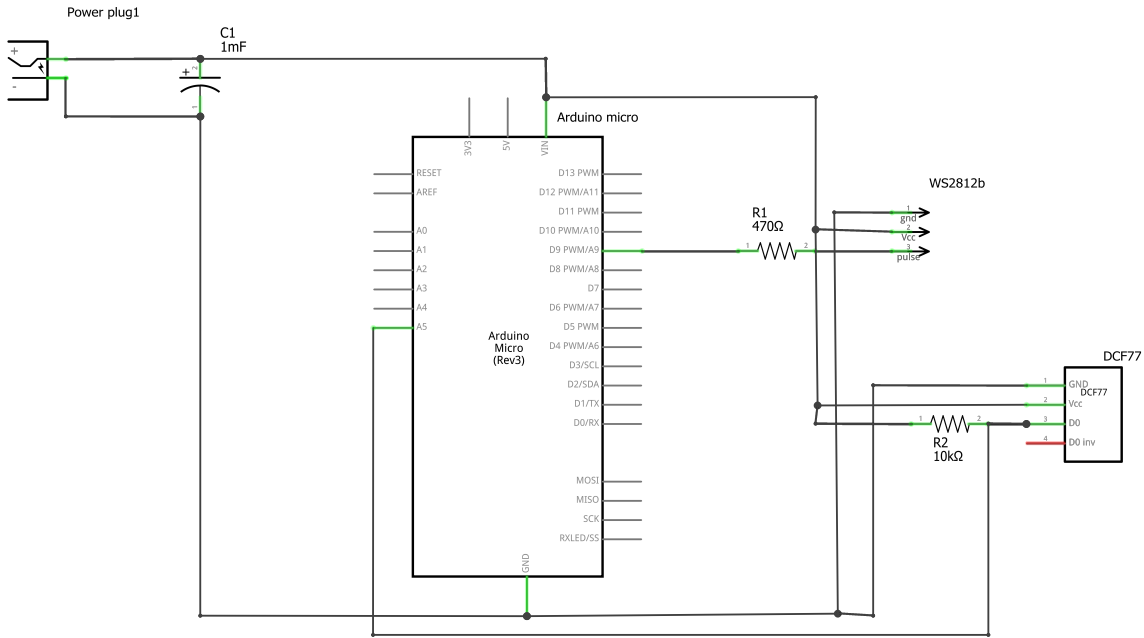 Power plug1
+
-
C1
1mF
+
2
1
Arduino micro
3V3
5V
VIN
RESET
AREF
A0
A1
A2
A3
A4
A5
D13 PWM
D12 PWM/A11
D11 PWM
D10 PWM/A10
D9 PWM/A9
D8 PWM/A8
D7
D6 PWM/A7
D5 PWM
D4 PWM/A6
D3/SCL
D2/SDA
D1/TX
D0/RX
MOSI
MISO
SCK
RXLED/SS
GND
Arduino
Micro
(Rev3)
R1
470Ω
1
2
WS2812b
1
gnd
2
Vcc
3
pulse
DCF77
1
GND
DCF77
2
Vcc
3
D0
4
D0 inv
1
2
R2
10kΩ